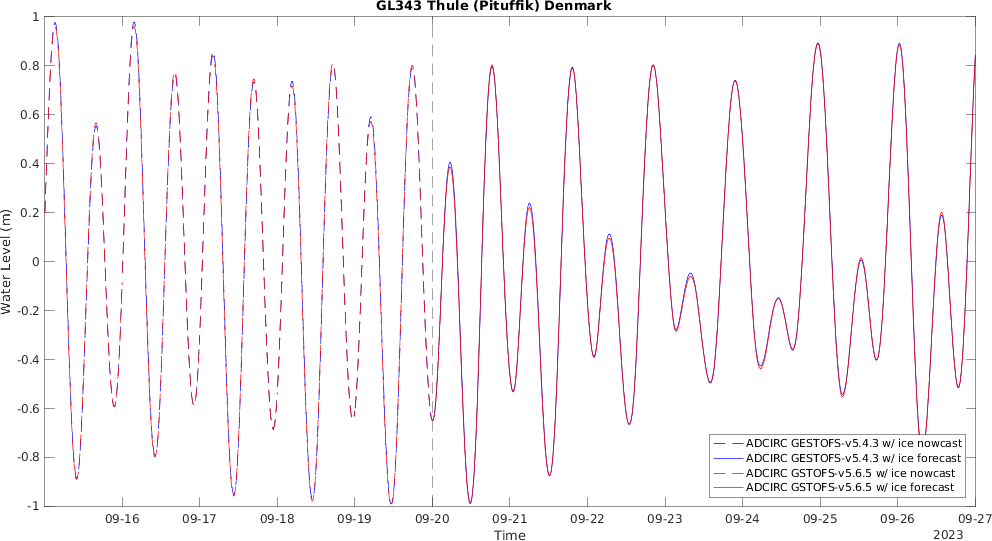 GL343 Thule (Pituffik) Denmark
1
0.8
0.6
0.4
0.2
0
-0.2
-0.4
-0.6
-0.8
-1
Water Level (m)
ADCIRC GESTOFS-v5.4.3 w/ ice nowcast
ADCIRC GESTOFS-v5.4.3 w/ ice forecast
ADCIRC GSTOFS-v5.6.5 w/ ice nowcast
ADCIRC GSTOFS-v5.6.5 w/ ice forecast
09-16 09-17 09-18 09-19 09-20 09-21 09-22 09-23 09-24 09-25 09-26 09-27
Time
2023